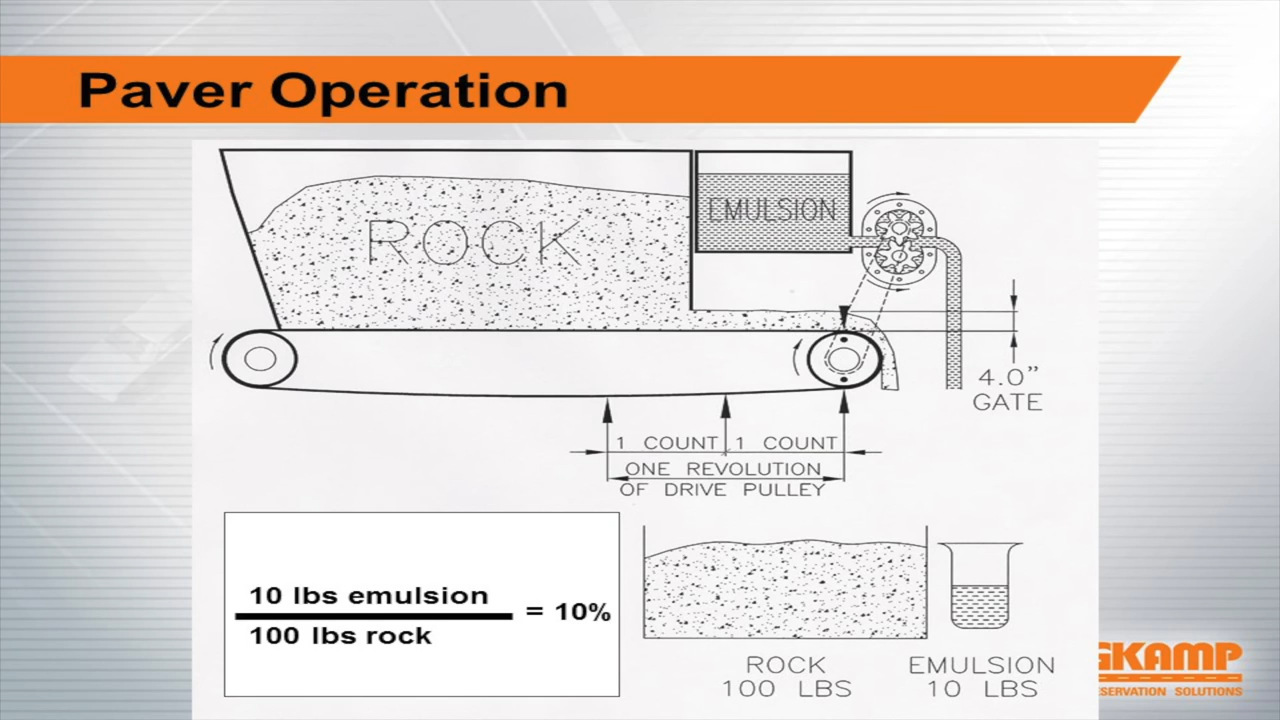 Paver Operation
ROCK
EMULSION
4.0”
GATE
1 COUNT 1 COUNT
ONE REVOLUTION
OF DRIVE PULLEY
10 lbs emulsion
100 lbs rock
= 10%
ROCK
100 LBS
EMULSION
10 LBS
GKAMP
ESERVATION SOLUTIONS